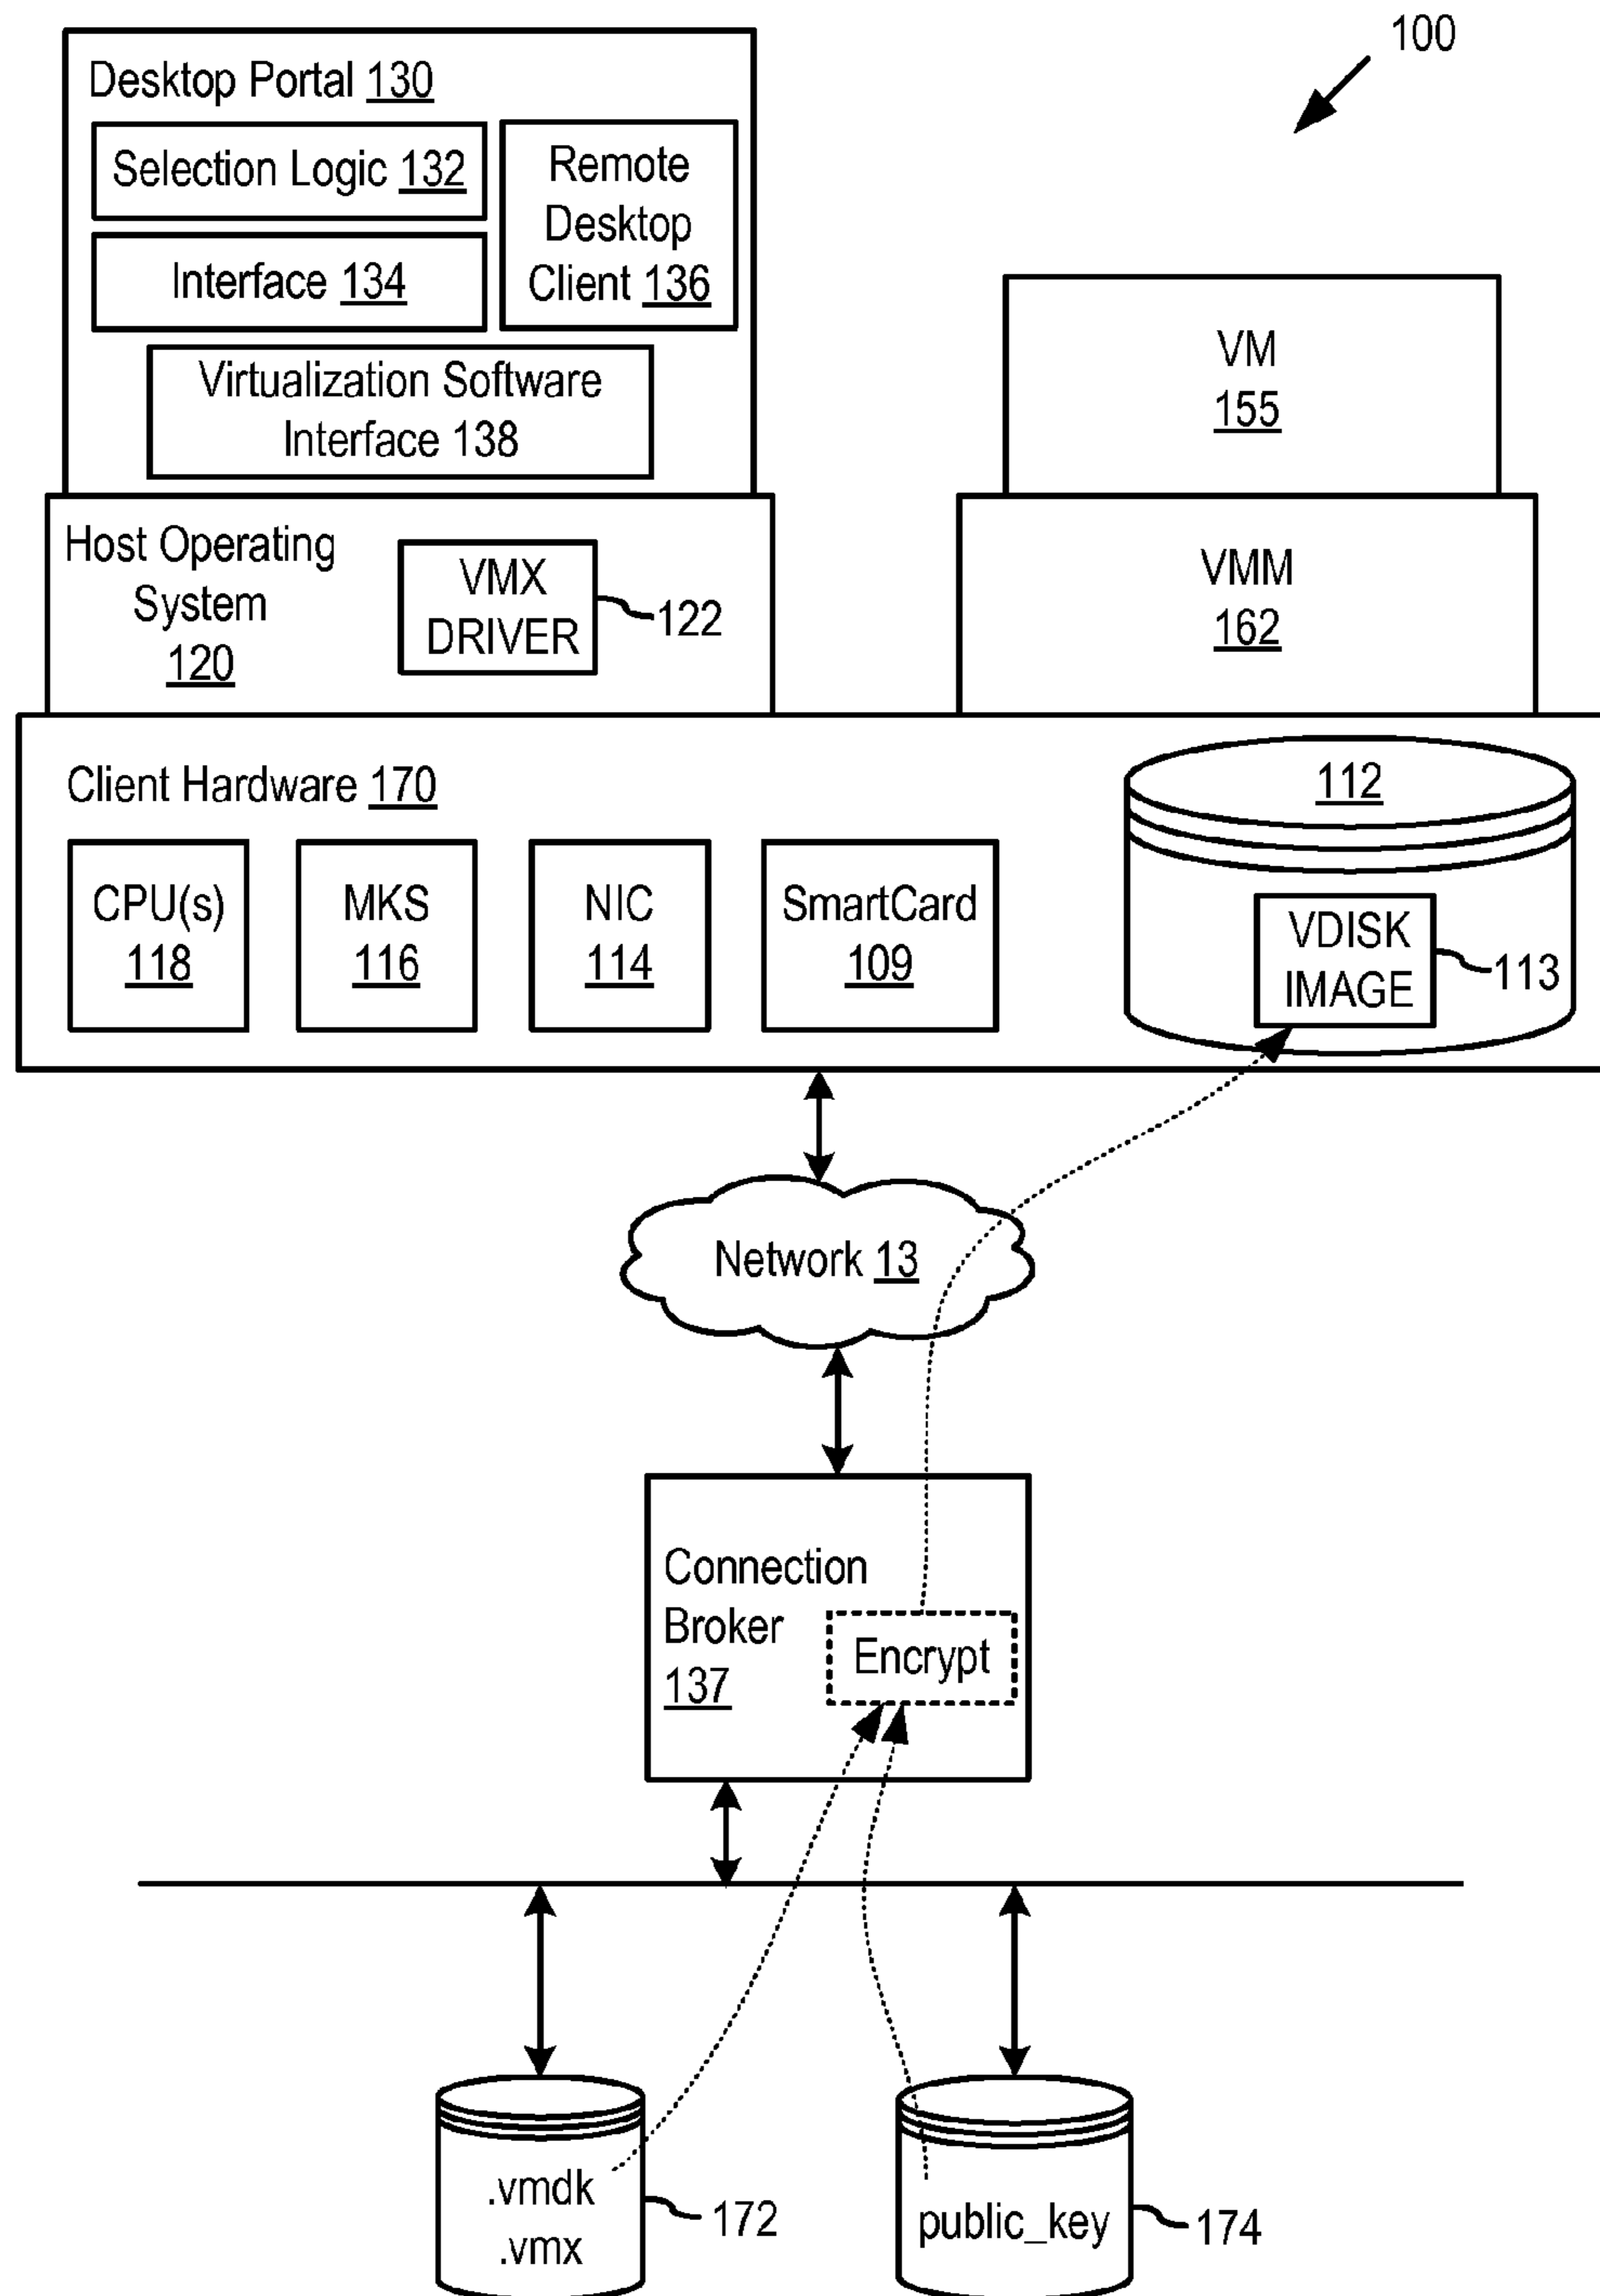 100
Desktop Portal 130
Selection Logic 132
Interface 134
Remote
Desktop
Client 136
Virtualization Software
Interface 138
VM
155
Host Operating
System
120
VMX
DRIVER
122
VMM
162
Client Hardware 170
CPU(s)
118
MKS
116
NIC
114
SmartCard
109
112
VDISK
IMAGE
113
Network 13
Connection
Broker
137
Encrypt
.vmdk
.vmx
172
public_key
174